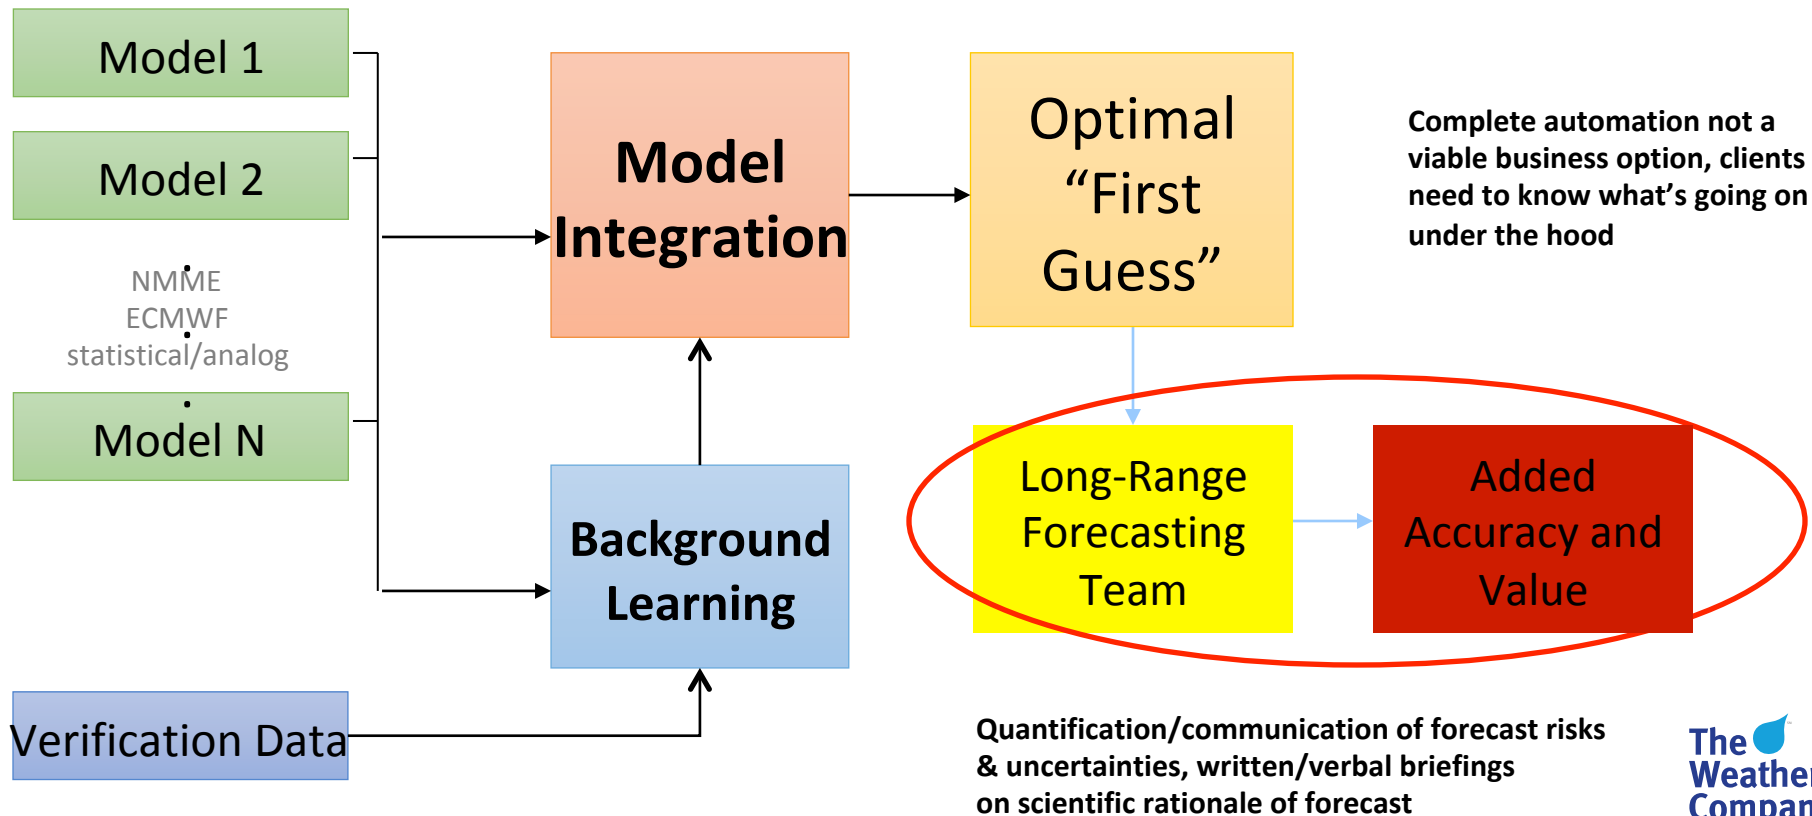 Model 1
Model 2
NMME
ECMWF
statistical/analog
Model N
Verification Data
Model
Integration
Background
Learning
Optimal
“First
Guess”
Complete automation not a
viable business option, clients
need to know what’s going on
under the hood
Long-Range
Forecasting
Team
Added
Accuracy and
Value
Quantification/communication of forecast risks
& uncertainties, written/verbal briefings
on scientific rationale of forecast
The
Weather
Company